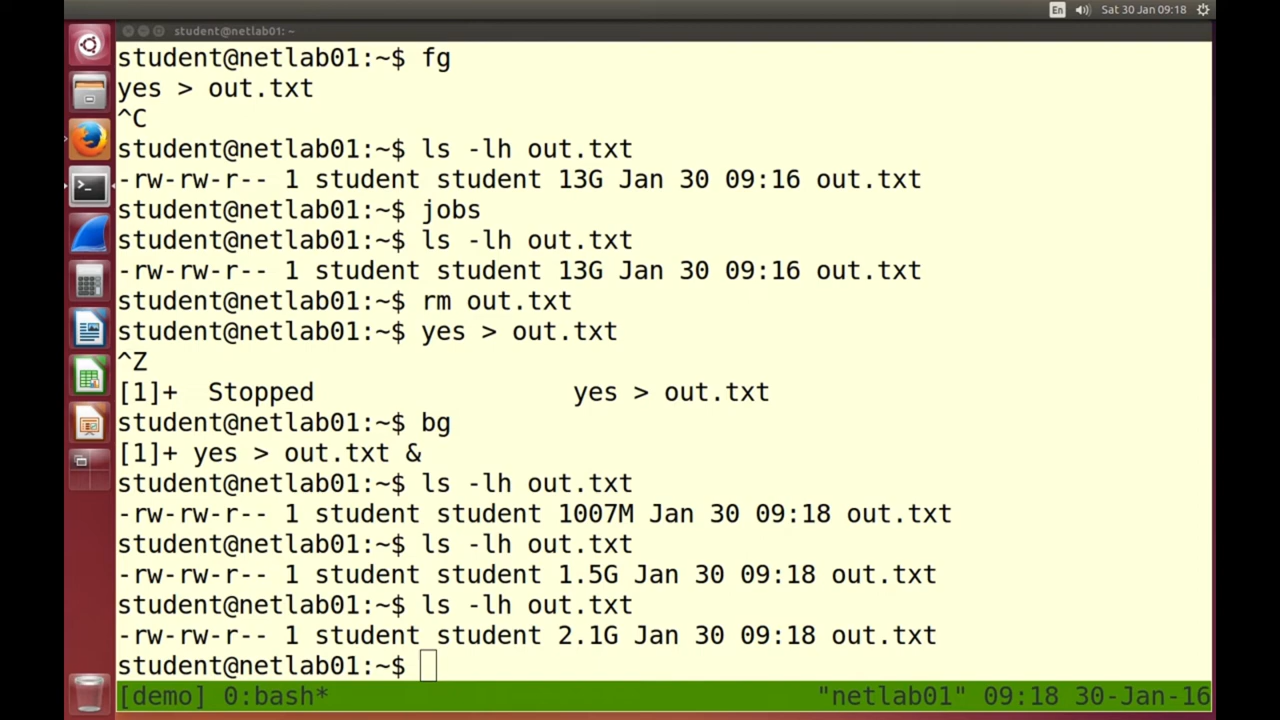 En Sat 30 Jan 09:18
student@netlab01: ~
student@netlab01:~$ fg
yes > out.txt
^C
student@netlab01:~$ ls -lh out.txt
-rw-rw-r-- 1 student student 13G Jan 30 09:16 out.txt
student@netlab01:~$ jobs
student@netlab01:~$ ls -lh out.txt
-rw-rw-r-- 1 student student 13G Jan 30 09:16 out.txt
student@netlab01:~$ rm out.txt
student@netlab01:~$ yes > out.txt
^Z
[1]+  Stopped                 yes > out.txt
student@netlab01:~$ bg
[1]+ yes > out.txt &
student@netlab01:~$ ls -lh out.txt
-rw-rw-r-- 1 student student 1007M Jan 30 09:18 out.txt
student@netlab01:~$ ls -lh out.txt
-rw-rw-r-- 1 student student 1.5G Jan 30 09:18 out.txt
student@netlab01:~$ ls -lh out.txt
-rw-rw-r-- 1 student student 2.1G Jan 30 09:18 out.txt
student@netlab01:~$
[demo] 0:bash* "netlab01" 09:18 30-Jan-16